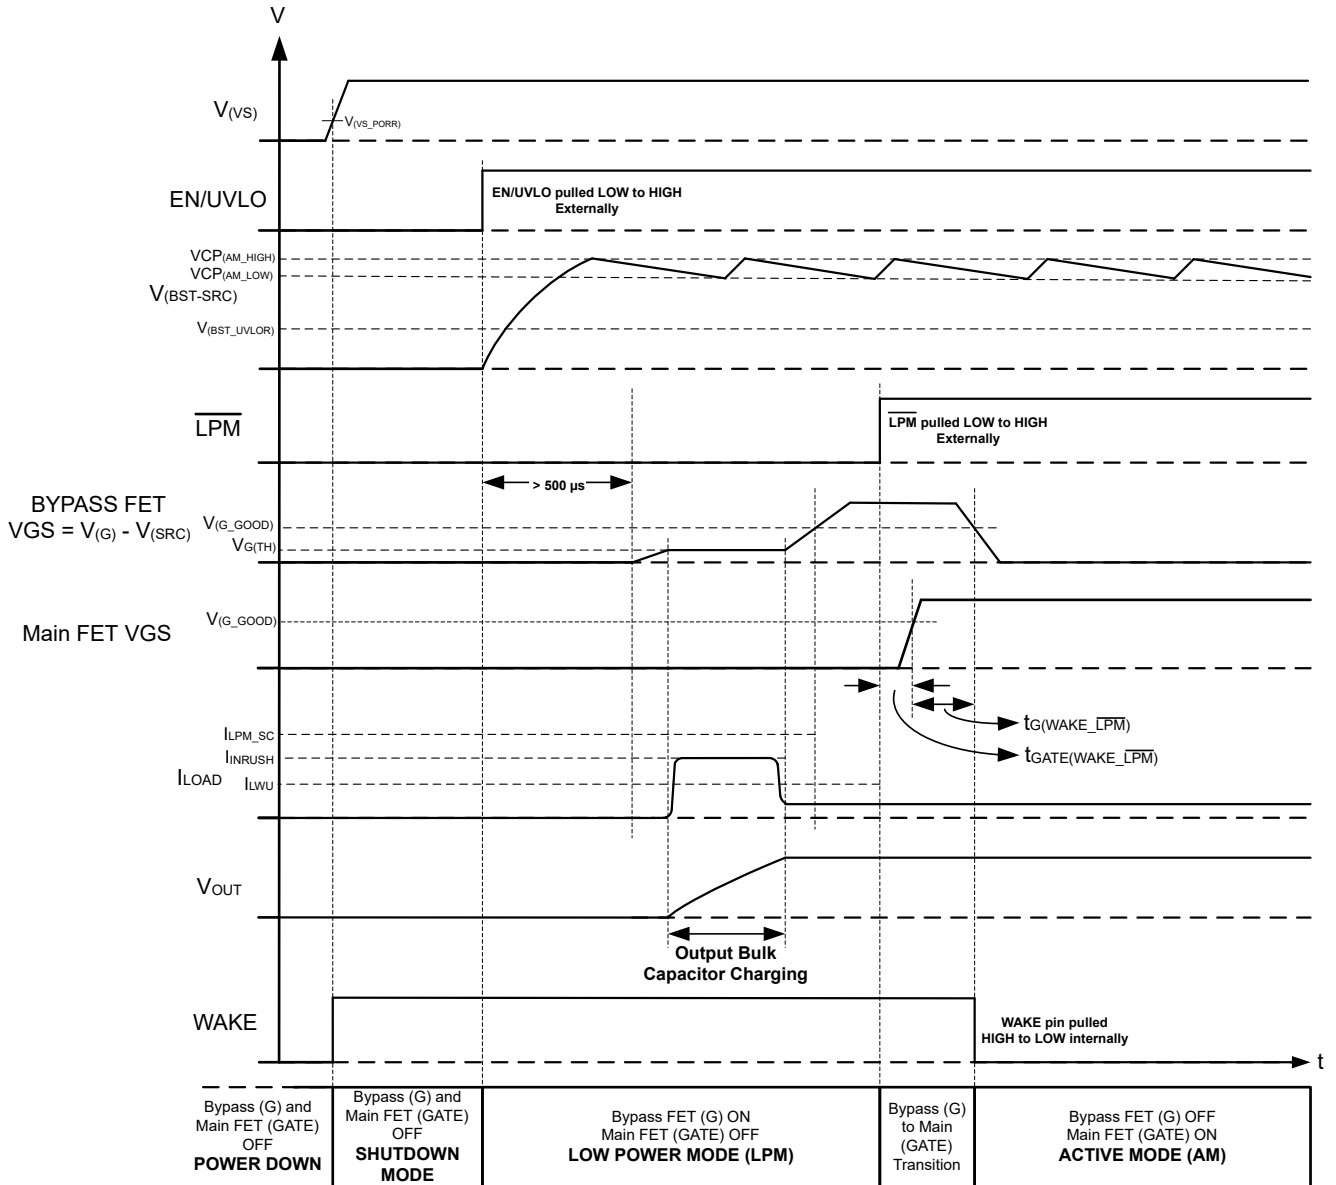 V
V(VS)
V(VS_PORR)
EN/UVLO
EN/UVLO pulled LOW to HIGH
Externally
VCP(AM_HIGH)
VCP(AM_LOW)
V(BST-SRC)
V(BST_UVLOR)
LPM
LPM pulled LOW to HIGH
Externally
> 500 µs
BYPASS FET
VGS = V(G) - V(SRC)
V(G_GOOD)
VG(TH)
Main FET VGS
V(G_GOOD)
tG(WAKE_LPM)
tGATE(WAKE_LPM)
ILPM_SC
IINRUSH
ILOAD
ILWU
VOUT
Output Bulk
Capacitor Charging
WAKE
WAKE pin pulled
HIGH to LOW internally
t
Bypass (G) and
Main FET (GATE)
OFF
POWER DOWN
Bypass (G) and
Main FET (GATE)
OFF
SHUTDOWN
MODE
Bypass FET (G) ON
Main FET (GATE) OFF
LOW POWER MODE (LPM)
Bypass (G)
to Main
(GATE)
Transition
Bypass FET (G) OFF
Main FET (GATE) ON
ACTIVE MODE (AM)